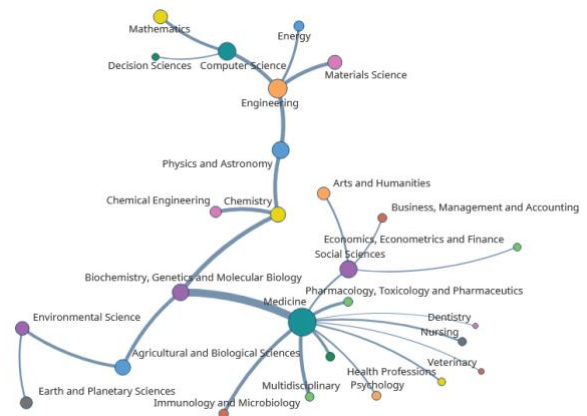 Mathematics
Energy
Decision Sciences
Computer Science
Materials Science
Engineering
Physics and Astronomy
Arts and Humanities
Chemical Engineering
Chemistry
Business, Management and Accounting
Economics, Econometrics and Finance
Social Sciences
Biochemistry, Genetics and Molecular Biology
Pharmacology, Toxicology and Pharmaceutics
Medicine
Environmental Science
Dentistry
Nursing
Agricultural and Biological Sciences
Veterinary
Health Professions
Multidisciplinary
Psychology
Earth and Planetary Sciences
Immunology and Microbiology